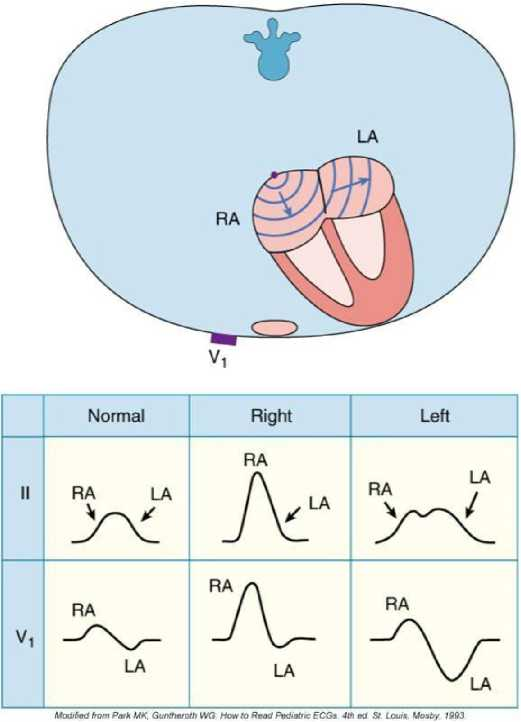 LA
RA
V1
Normal Right Left
II RA LA RA LA RA LA
V1 RA LA RA LA RA LA
Modified from Park MK, Guntheroth WG: How to Read Pediatric ECGs. 4th ed. St. Louis, Mosby, 1993.